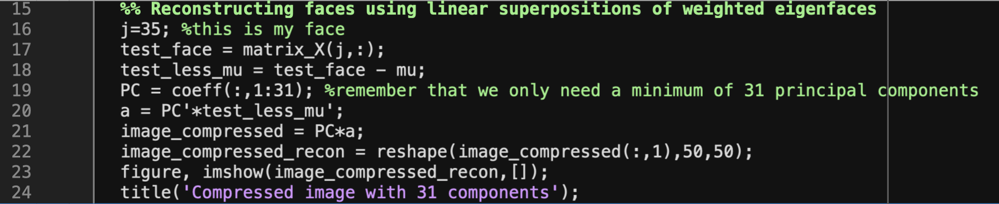 15 %% Reconstructing faces using linear superpositions of weighted eigenfaces
16 j=35; %this is my face
17 test_face = matrix_X(j,:);
18 test_less_mu = test_face - mu;
19 PC = coeff(:,1:31); %remember that we only need a minimum of 31 principal components
20 a = PC'*test_less_mu';
21 image_compressed = PC*a;
22 image_compressed_recon = reshape(image_compressed(:,1),50,50);
23 figure, imshow(image_compressed_recon,[]);
24 title('Compressed image with 31 components');